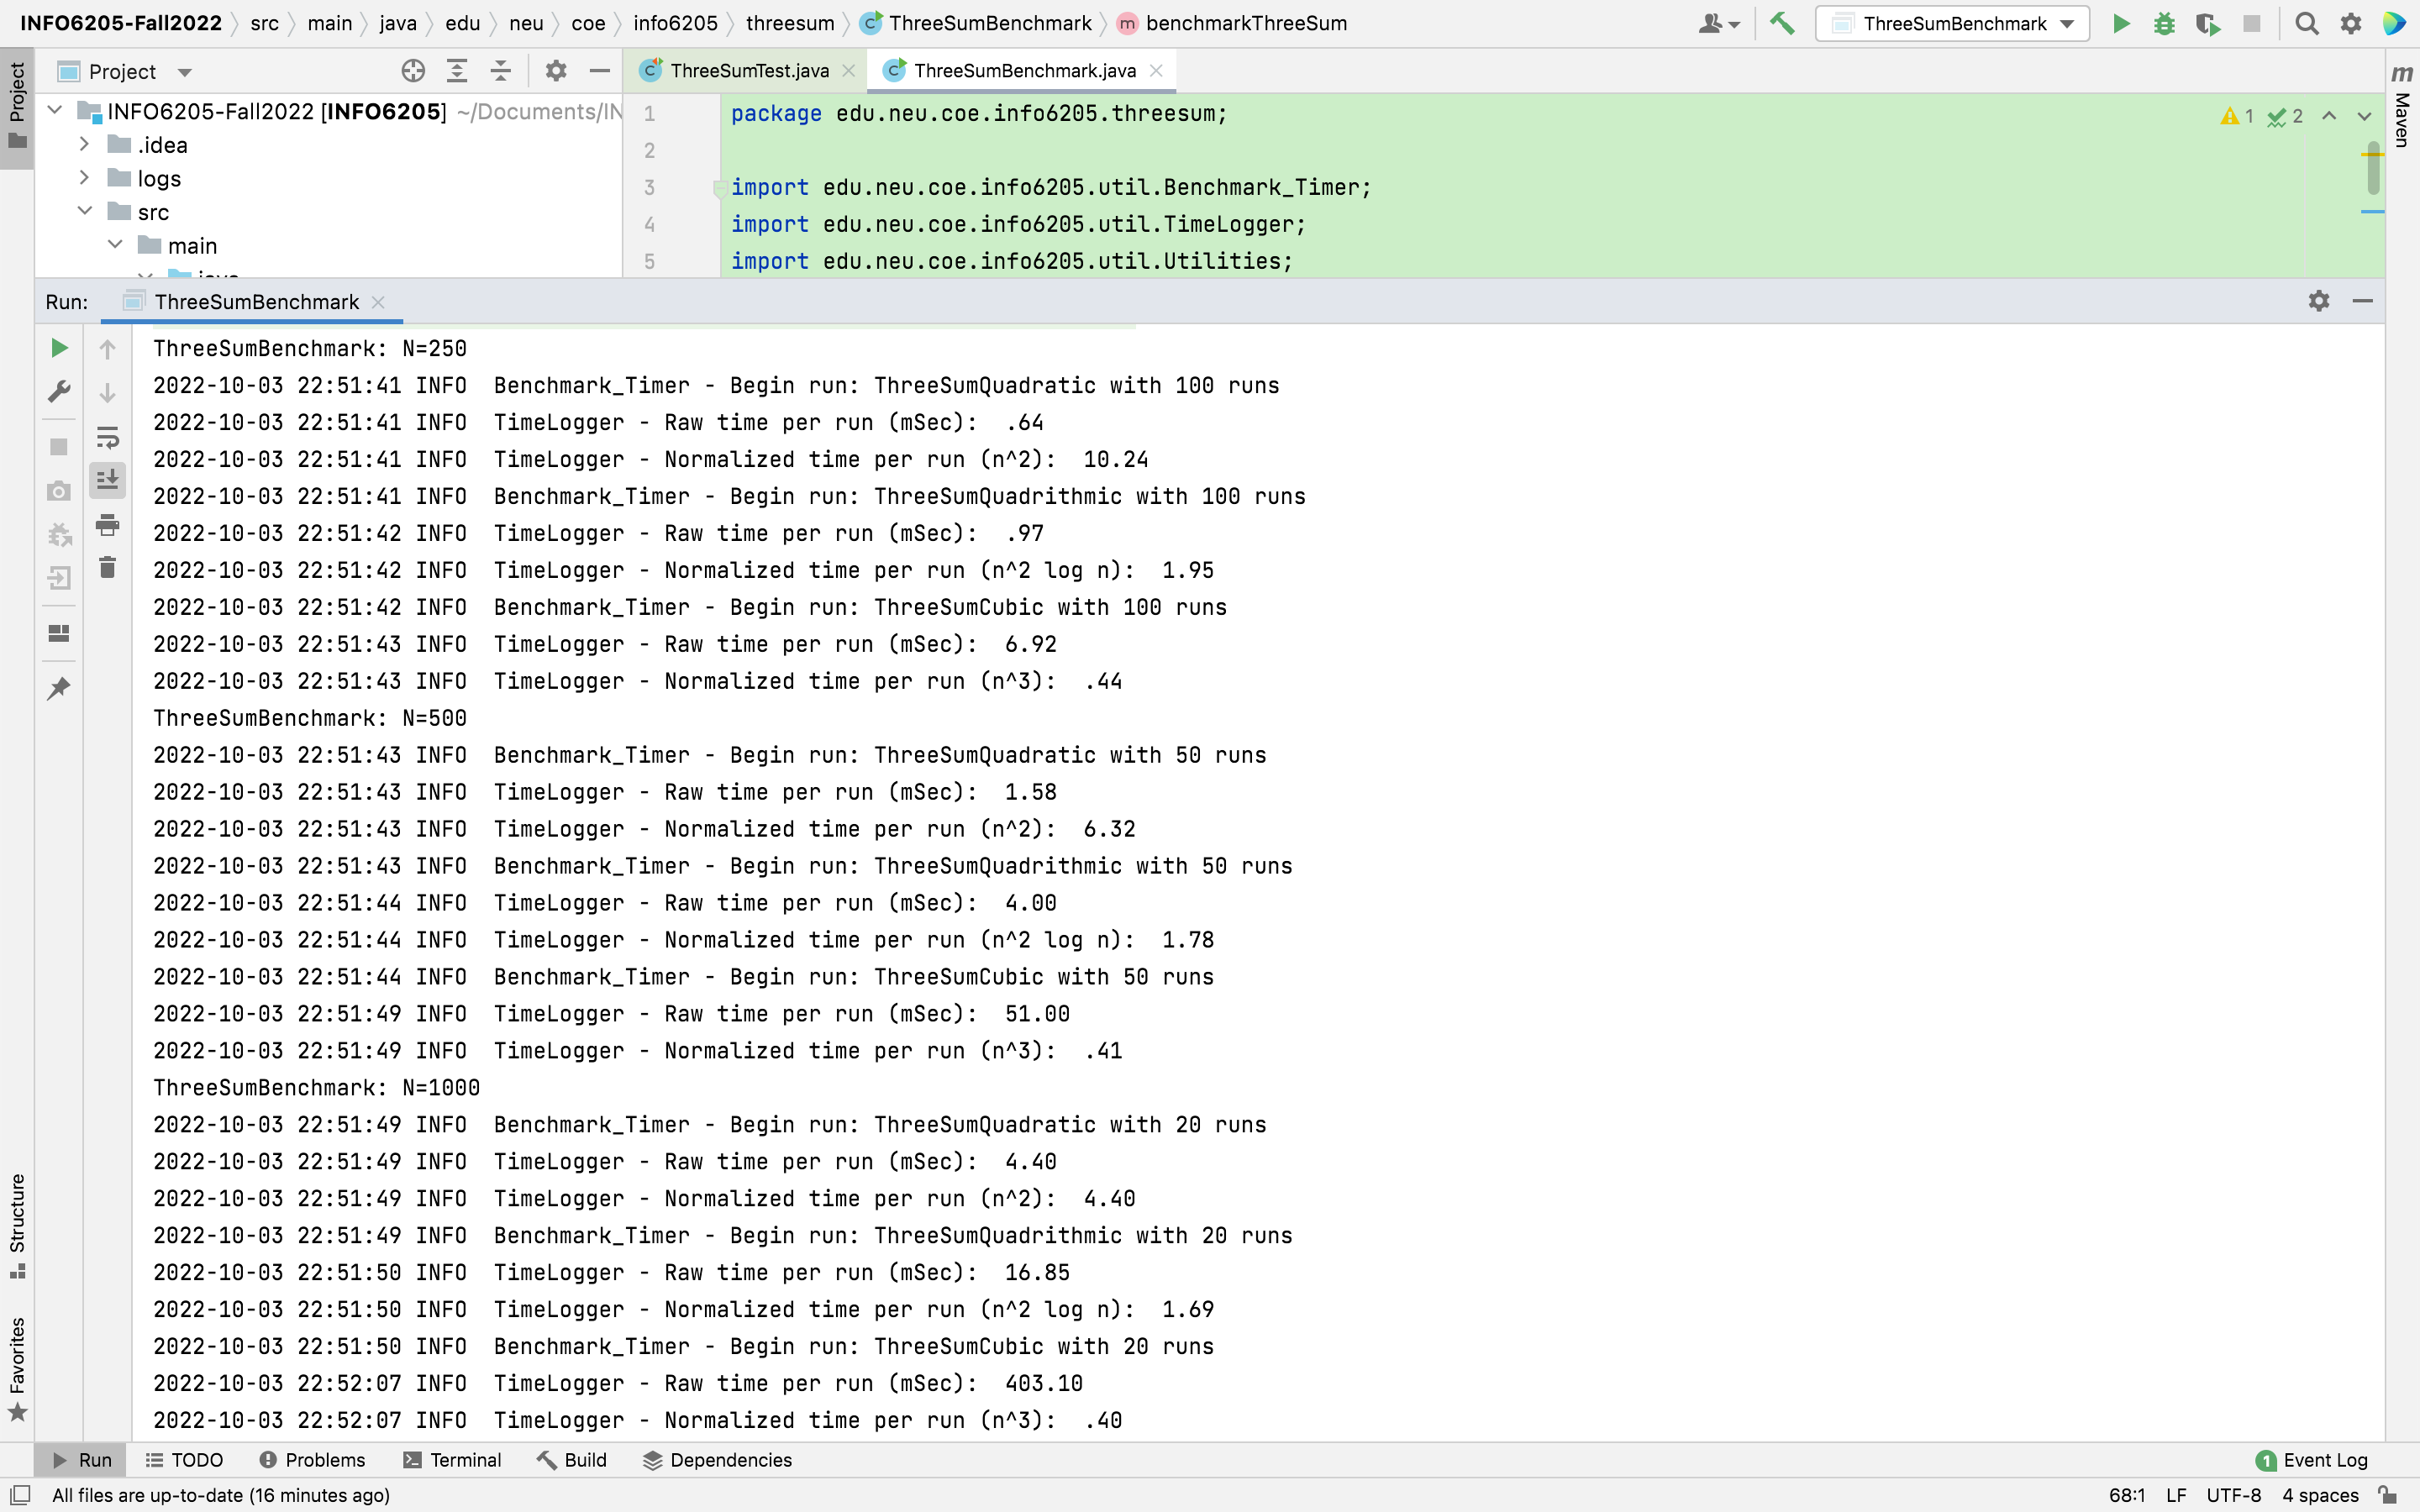 INFO6205-Fall2022 src main java edu neu coe info6205 threesum ThreeSumBenchmark benchmarkThreeSum ThreeSumBenchmark
Project
Project
ThreeSumTest.java ThreeSumBenchmark.java
Maven
INFO6205-Fall2022 [INFO6205] ~/Documents/IN
.idea
logs
src
main
java
1 package edu.neu.coe.info6205.threesum;
2
3 import edu.neu.coe.info6205.util.Benchmark_Timer;
4 import edu.neu.coe.info6205.util.TimeLogger;
5 import edu.neu.coe.info6205.util.Utilities;
1 2
Run: ThreeSumBenchmark
ThreeSumBenchmark: N=250
2022-10-03 22:51:41 INFO  Benchmark_Timer - Begin run: ThreeSumQuadratic with 100 runs
2022-10-03 22:51:41 INFO  TimeLogger - Raw time per run (mSec):  .64
2022-10-03 22:51:41 INFO  TimeLogger - Normalized time per run (n^2):  10.24
2022-10-03 22:51:41 INFO  Benchmark_Timer - Begin run: ThreeSumQuadrithmic with 100 runs
2022-10-03 22:51:42 INFO  TimeLogger - Raw time per run (mSec):  .97
2022-10-03 22:51:42 INFO  TimeLogger - Normalized time per run (n^2 log n):  1.95
2022-10-03 22:51:42 INFO  Benchmark_Timer - Begin run: ThreeSumCubic with 100 runs
2022-10-03 22:51:43 INFO  TimeLogger - Raw time per run (mSec):  6.92
2022-10-03 22:51:43 INFO  TimeLogger - Normalized time per run (n^3):  .44
ThreeSumBenchmark: N=500
2022-10-03 22:51:43 INFO  Benchmark_Timer - Begin run: ThreeSumQuadratic with 50 runs
2022-10-03 22:51:43 INFO  TimeLogger - Raw time per run (mSec):  1.58
2022-10-03 22:51:43 INFO  TimeLogger - Normalized time per run (n^2):  6.32
2022-10-03 22:51:43 INFO  Benchmark_Timer - Begin run: ThreeSumQuadrithmic with 50 runs
2022-10-03 22:51:44 INFO  TimeLogger - Raw time per run (mSec):  4.00
2022-10-03 22:51:44 INFO  TimeLogger - Normalized time per run (n^2 log n):  1.78
2022-10-03 22:51:44 INFO  Benchmark_Timer - Begin run: ThreeSumCubic with 50 runs
2022-10-03 22:51:49 INFO  TimeLogger - Raw time per run (mSec):  51.00
2022-10-03 22:51:49 INFO  TimeLogger - Normalized time per run (n^3):  .41
ThreeSumBenchmark: N=1000
2022-10-03 22:51:49 INFO  Benchmark_Timer - Begin run: ThreeSumQuadratic with 20 runs
2022-10-03 22:51:49 INFO  TimeLogger - Raw time per run (mSec):  4.40
2022-10-03 22:51:49 INFO  TimeLogger - Normalized time per run (n^2):  4.40
2022-10-03 22:51:49 INFO  Benchmark_Timer - Begin run: ThreeSumQuadrithmic with 20 runs
2022-10-03 22:51:50 INFO  TimeLogger - Raw time per run (mSec):  16.85
2022-10-03 22:51:50 INFO  TimeLogger - Normalized time per run (n^2 log n):  1.69
2022-10-03 22:51:50 INFO  Benchmark_Timer - Begin run: ThreeSumCubic with 20 runs
2022-10-03 22:52:07 INFO  TimeLogger - Raw time per run (mSec):  403.10
2022-10-03 22:52:07 INFO  TimeLogger - Normalized time per run (n^3):  .40
Structure
Favorites
Run TODO Problems Terminal Build Dependencies 1 Event Log
All files are up-to-date (16 minutes ago) 68:1 LF UTF-8 4 spaces